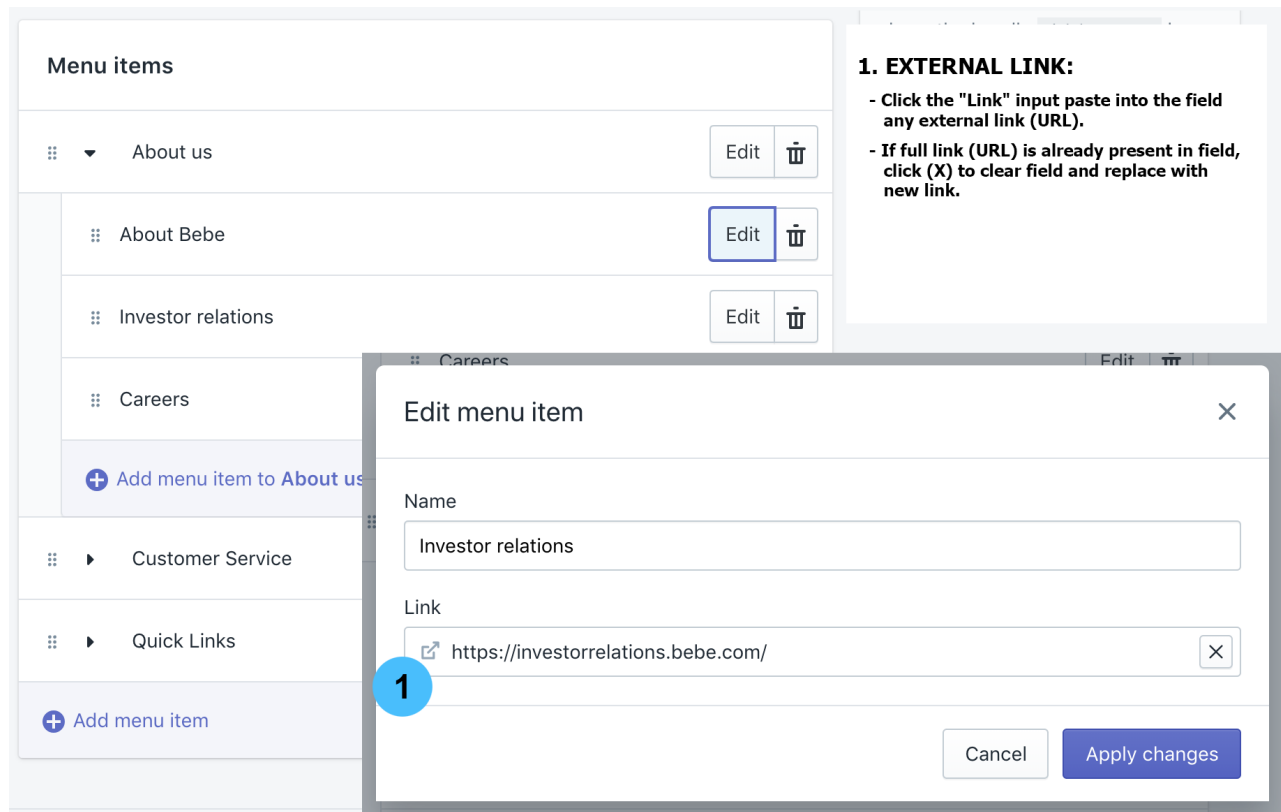 Menu items
About us
Edit
About Bebe
Edit
Investor relations
Edit
Careers
Add menu item to About us
Customer Service
Quick Links
Add menu item
1. EXTERNAL LINK:
- Click the "Link" input paste into the field
any external link (URL).
- If full link (URL) is already present in field,
click (X) to clear field and replace with
new link.
Careers
Edit
Edit menu item
Name
Investor relations
Link
https://investorrelations.bebe.com/
1
Cancel
Apply changes